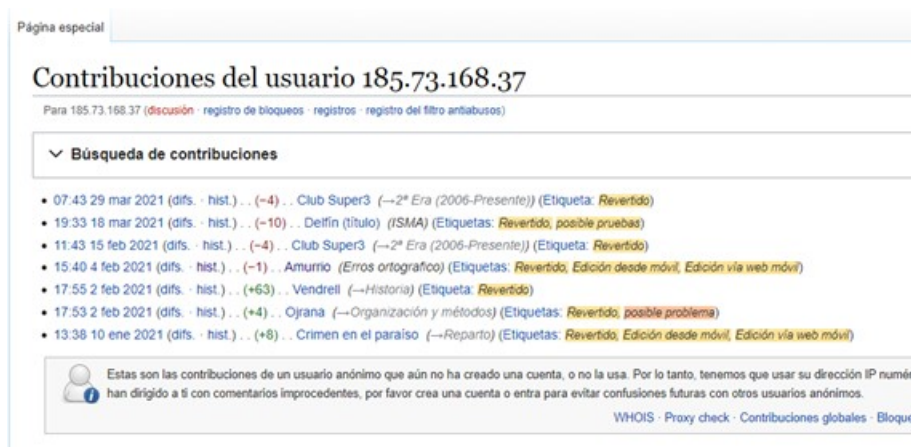 Página especial
Contribuciones del usuario 185.73.168.37
Para 185.73.168.37 (discusión · registro de bloqueos · registros · registro del filtro antiabusos)
Búsqueda de contribuciones
• 07:43 29 mar 2021 (difs. · hist.) . . (−4) . . Club Super3 (→2ª Era (2006-Presente)) (Etiqueta: Revertido)
• 19:33 18 mar 2021 (difs. · hist.) . . (−10) . . Delfín (título) (ISMA) (Etiquetas: Revertido, posible pruebas)
• 11:43 15 feb 2021 (difs. · hist.) . . (−4) . . Club Super3 (→2ª Era (2006-Presente)) (Etiqueta: Revertido)
• 15:40 4 feb 2021 (difs. · hist.) . . (−1) . . Amurrio (Erros ortografico) (Etiquetas: Revertido, Edición desde móvil, Edición vía web móvil)
• 17:55 2 feb 2021 (difs. · hist.) . . (+63) . . Vendrell (→Historia) (Etiqueta: Revertido)
• 17:53 2 feb 2021 (difs. · hist.) . . (+4) . . Ojrana (→Organización y métodos) (Etiquetas: Revertido, posible problema)
• 13:38 10 ene 2021 (difs. · hist.) . . (+8) . . Crimen en el paraíso (→Reparto) (Etiquetas: Revertido, Edición desde móvil, Edición vía web móvil)
Estas son las contribuciones de un usuario anónimo que aún no ha creado una cuenta, o no la usa. Por lo tanto, tenemos que usar su dirección IP numé
han dirigido a ti con comentarios improcedentes, por favor crea una cuenta o entra para evitar confusiones futuras con otros usuarios anónimos.
WHOIS · Proxy check · Contribuciones globales · Bloque